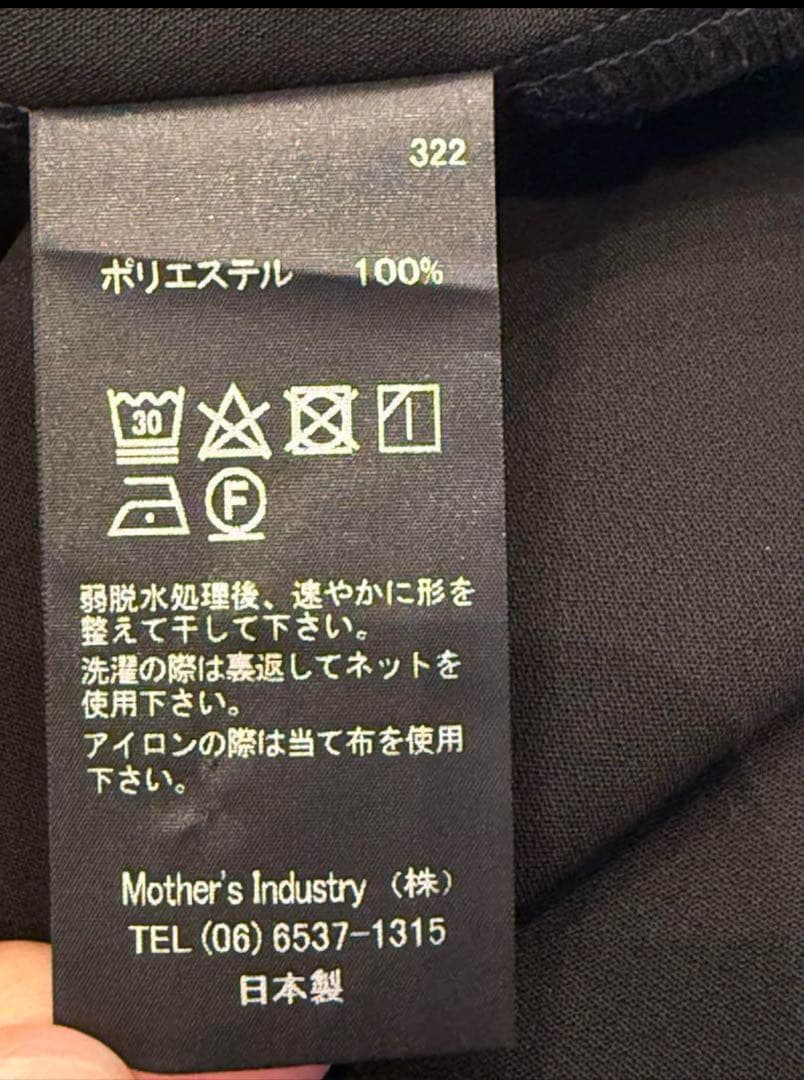 322
ポリエステル 100%
30
F
弱脱水処理後、速やかに形を
整えて干して下さい。
洗濯の際は裏返してネットを
使用下さい。
アイロンの際は当て布を使用
下さい。
Mother's Industry (株)
TEL (06) 6537-1315
日本製